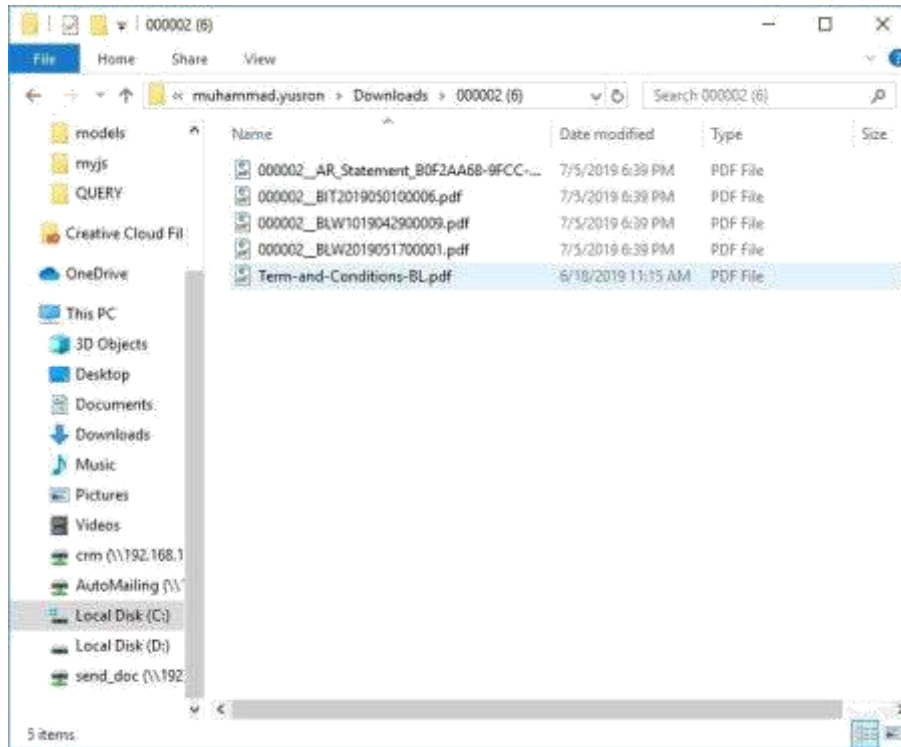 000002 (6)
File Home Share View
« muhammad.yusron › Downloads › 000002 (6) Search 000002 (6)
Name Date modified Type Size
000002__AR_Statement_B0F2AA68-9FCC-... 7/5/2019 6:39 PM PDF File
000002__BIT2019050100006.pdf 7/5/2019 6:39 PM PDF File
000002__BLW1019042900009.pdf 7/5/2019 6:39 PM PDF File
000002__BLW2019051700001.pdf 7/5/2019 6:39 PM PDF File
Term-and-Conditions-BL.pdf 6/18/2019 11:15 AM PDF File
models
myjs
QUERY
Creative Cloud Fil
OneDrive
This PC
3D Objects
Desktop
Documents
Downloads
Music
Pictures
Videos
crm (\\192.168.1
AutoMailing (\\
Local Disk (C:)
Local Disk (D:)
send_doc (\\192
5 items